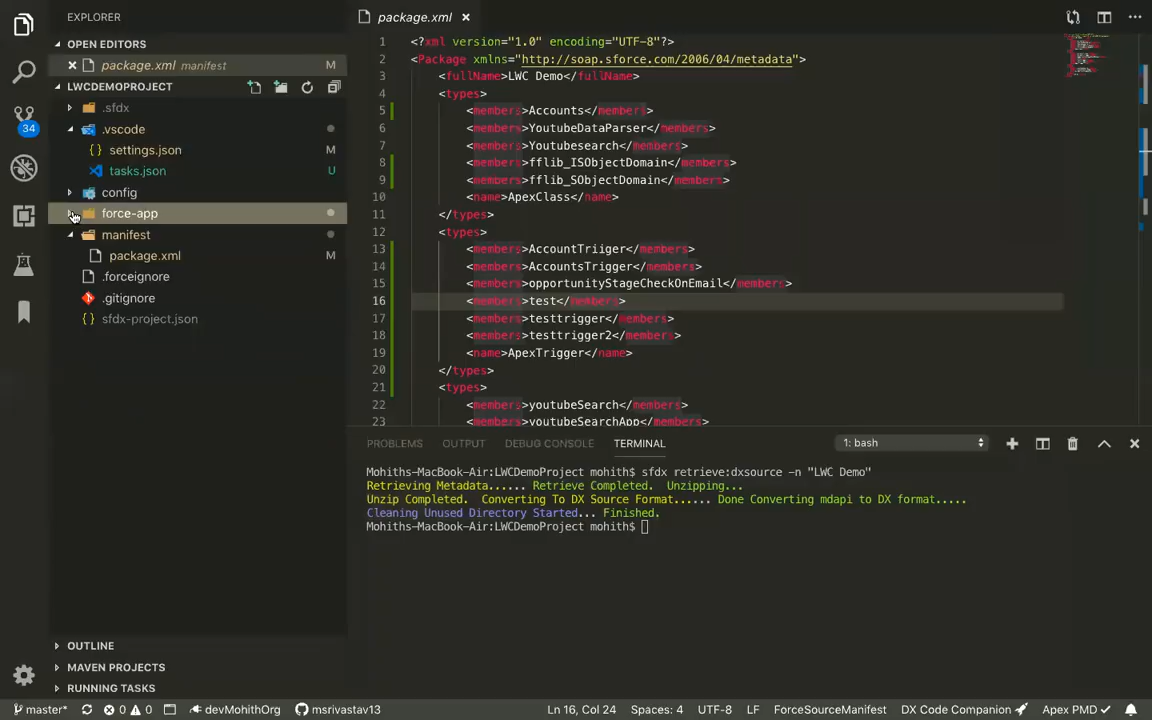 EXPLORER
OPEN EDITORS
package.xml manifest M
LWCDEMOPROJECT
.sfdx
.vscode
settings.json M
tasks.json U
config
force-app
manifest
package.xml M
.forceignore
.gitignore
sfdx-project.json
34
OUTLINE
MAVEN PROJECTS
RUNNING TASKS
package.xml
1 <?xml version="1.0" encoding="UTF-8"?>
2 <Package xmlns="http://soap.sforce.com/2006/04/metadata">
3 <fullName>LWC Demo</fullName>
4 <types>
5 <members>Accounts</members>
6 <members>YoutubeDataParser</members>
7 <members>Youtubesearch</members>
8 <members>fflib_ISObjectDomain</members>
9 <members>fflib_SObjectDomain</members>
10 <name>ApexClass</name>
11 </types>
12 <types>
13 <members>AccountTriiger</members>
14 <members>AccountsTrigger</members>
15 <members>opportunityStageCheckOnEmail</members>
16 <members>test</members>
17 <members>testtrigger</members>
18 <members>testtrigger2</members>
19 <name>ApexTrigger</name>
20 </types>
21 <types>
22 <members>youtubeSearch</members>
23 <members>youtubeSearchApp</members>
PROBLEMS OUTPUT DEBUG CONSOLE TERMINAL 1: bash
Mohiths-MacBook-Air:LWCDemoProject mohith$ sfdx retrieve:dxsource -n "LWC Demo"
Retrieving Metadata...... Retrieve Completed. Unzipping...
Unzip Completed. Converting To DX Source Format...... Done Converting mdapi to DX format.....
Cleaning Unused Directory Started... Finished.
Mohiths-MacBook-Air:LWCDemoProject mohith$
master* 0 0 devMohithOrg msrivastav13 Ln 16, Col 24 Spaces: 4 UTF-8 LF ForceSourceManifest DX Code Companion Apex PMD